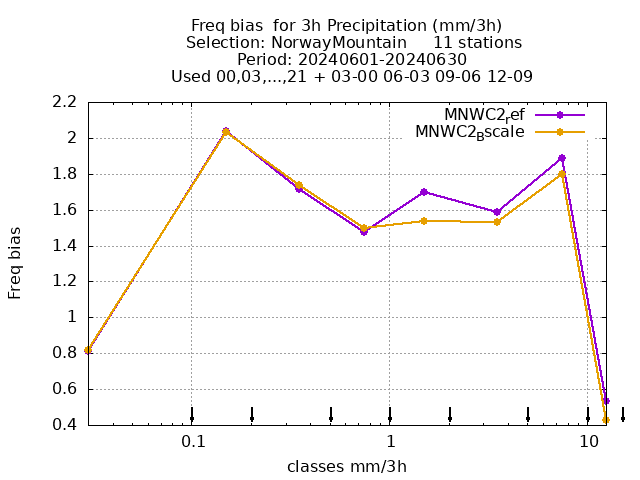 Freq bias  for 3h Precipitation (mm/3h)
Selection: NorwayMountain     11 stations
Period: 20240601-20240630
Used 00,03,...,21 + 03-00 06-03 09-06 12-09
MNWC2ref
MNWC2Bscale
2.2
2
1.8
1.6
1.4
1.2
1
0.8
0.6
0.4
Freq bias
0.1
1
10
classes mm/3h